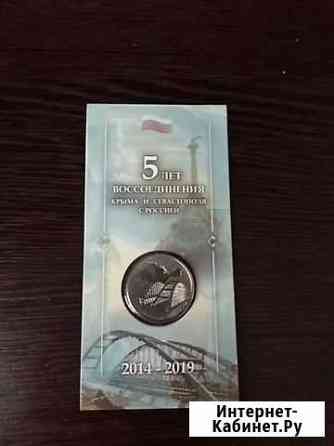 5 ЛЕТ
ВОССОЕДИНЕНИЯ
КРЫМА И СЕВАСТОПОЛЯ
С РОССИЕЙ
2014 - 2019
Интернет-
Кабинет.Ру